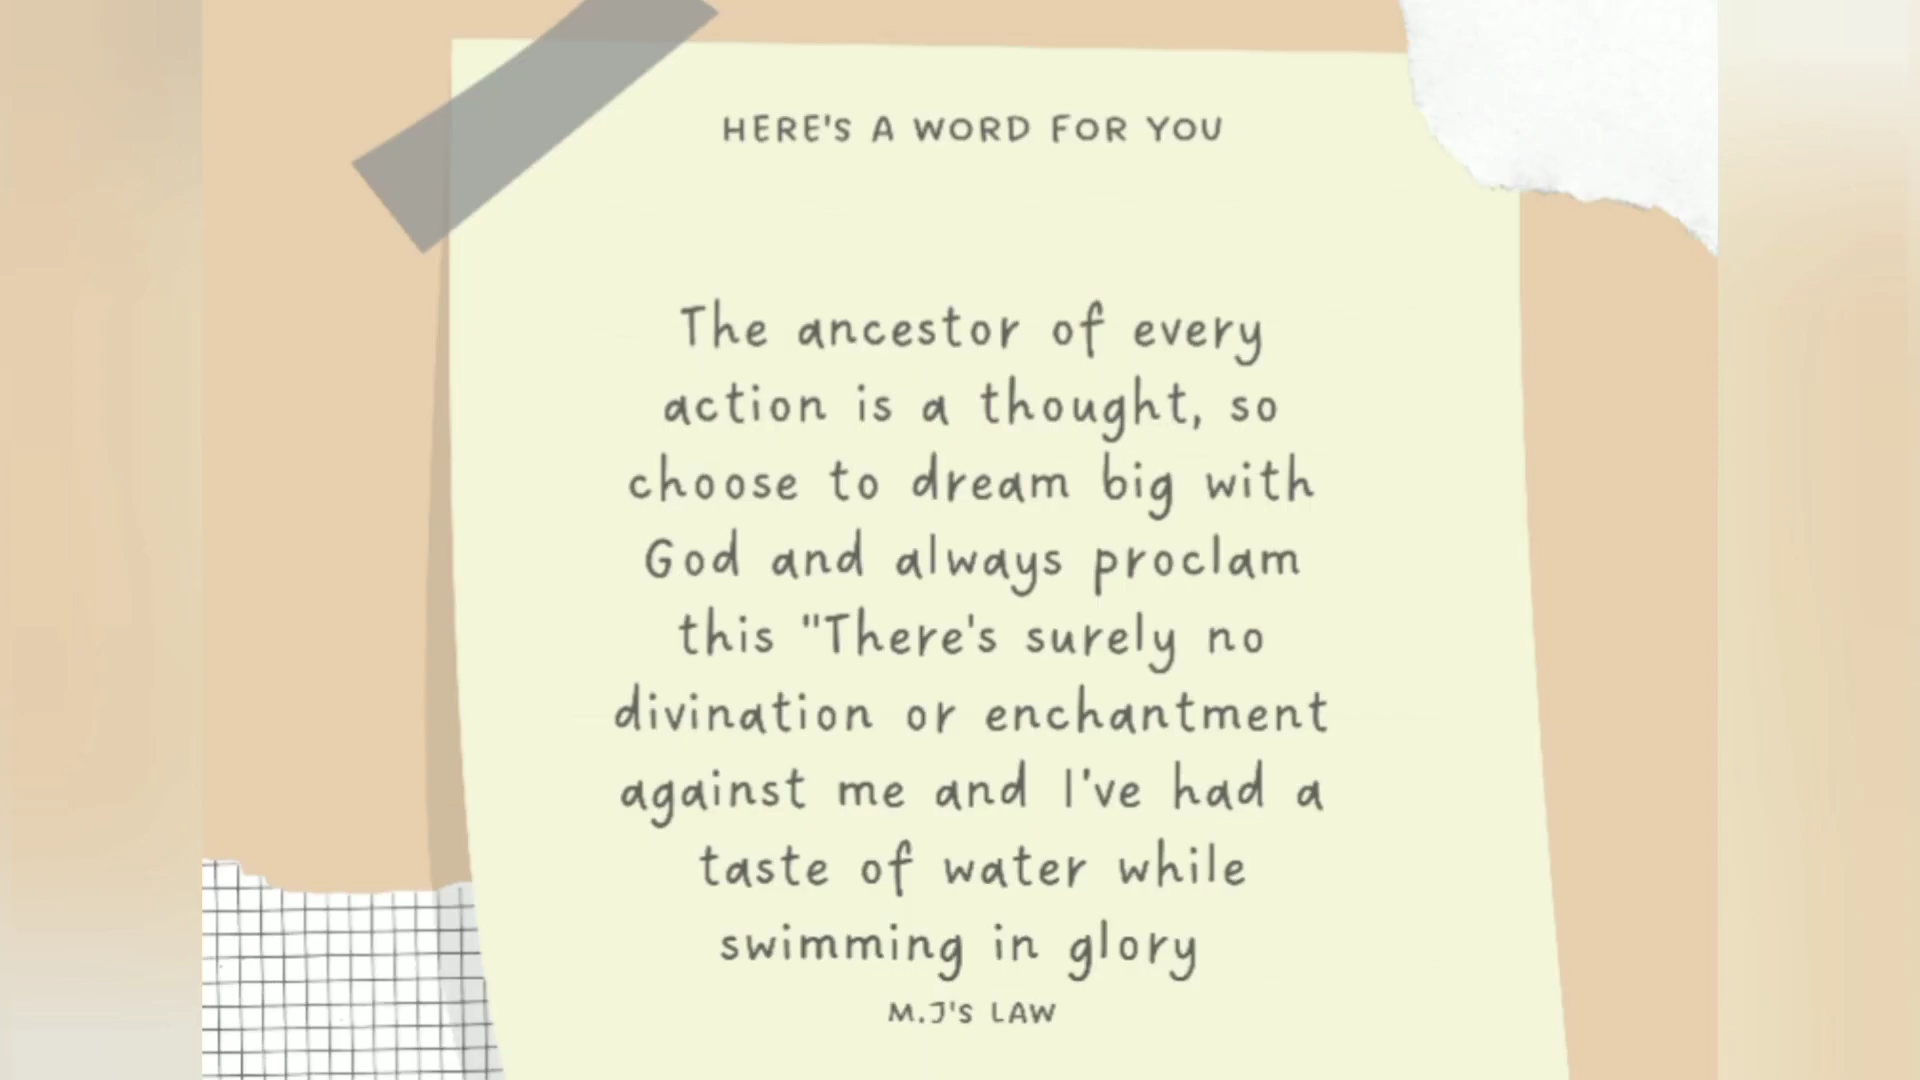 HERE'S A WORD FOR YOU
The ancestor of every
action is a thought, so
choose to dream big with
God and always proclam
this "There's surely no
divination or enchantment
against me and I've had a
taste of water while
swimming in glory
M.J'S LAW